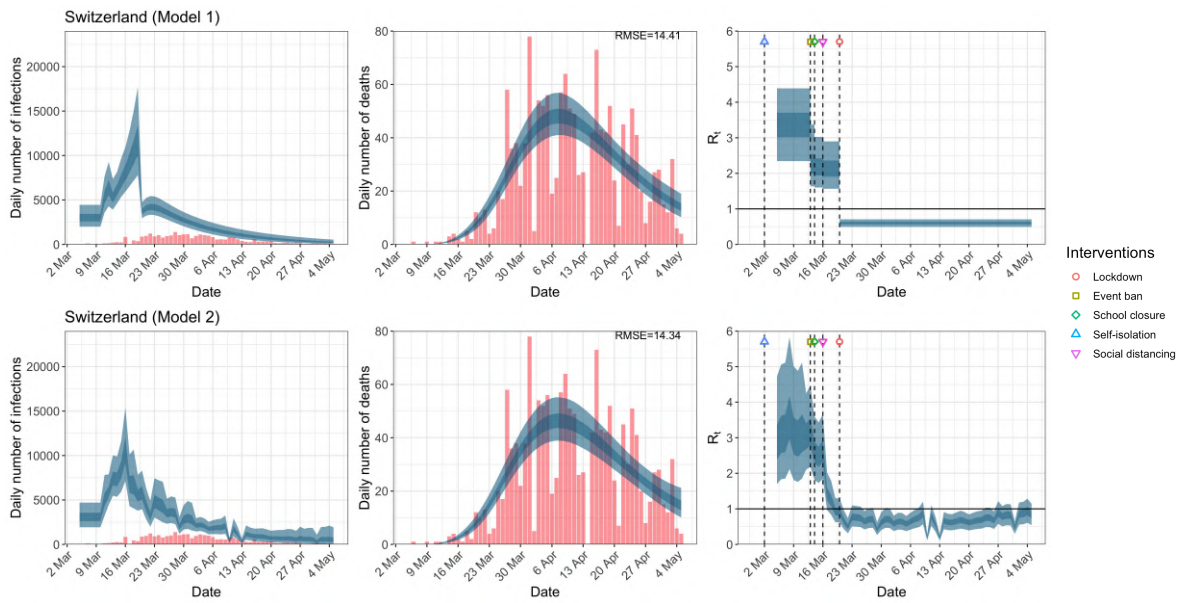 Switzerland (Model 1)
Daily number of infections
20000
15000
10000
5000
0
2 Mar
9 Mar
16 Mar
23 Mar
30 Mar
6 Apr
13 Apr
20 Apr
27 Apr
4 May
Date
Daily number of deaths
RMSE=14.41
80
60
40
20
0
2 Mar
9 Mar
16 Mar
23 Mar
30 Mar
6 Apr
13 Apr
20 Apr
27 Apr
4 May
Date
Rt
6
5
4
3
2
1
0
2 Mar
9 Mar
16 Mar
23 Mar
30 Mar
6 Apr
13 Apr
20 Apr
27 Apr
4 May
Date
Interventions
Lockdown
Event ban
School closure
Self-isolation
Social distancing
Switzerland (Model 2)
Daily number of infections
20000
15000
10000
5000
0
2 Mar
9 Mar
16 Mar
23 Mar
30 Mar
6 Apr
13 Apr
20 Apr
27 Apr
4 May
Date
Daily number of deaths
RMSE=14.34
80
60
40
20
0
2 Mar
9 Mar
16 Mar
23 Mar
30 Mar
6 Apr
13 Apr
20 Apr
27 Apr
4 May
Date
Rt
6
5
4
3
2
1
0
2 Mar
9 Mar
16 Mar
23 Mar
30 Mar
6 Apr
13 Apr
20 Apr
27 Apr
4 May
Date